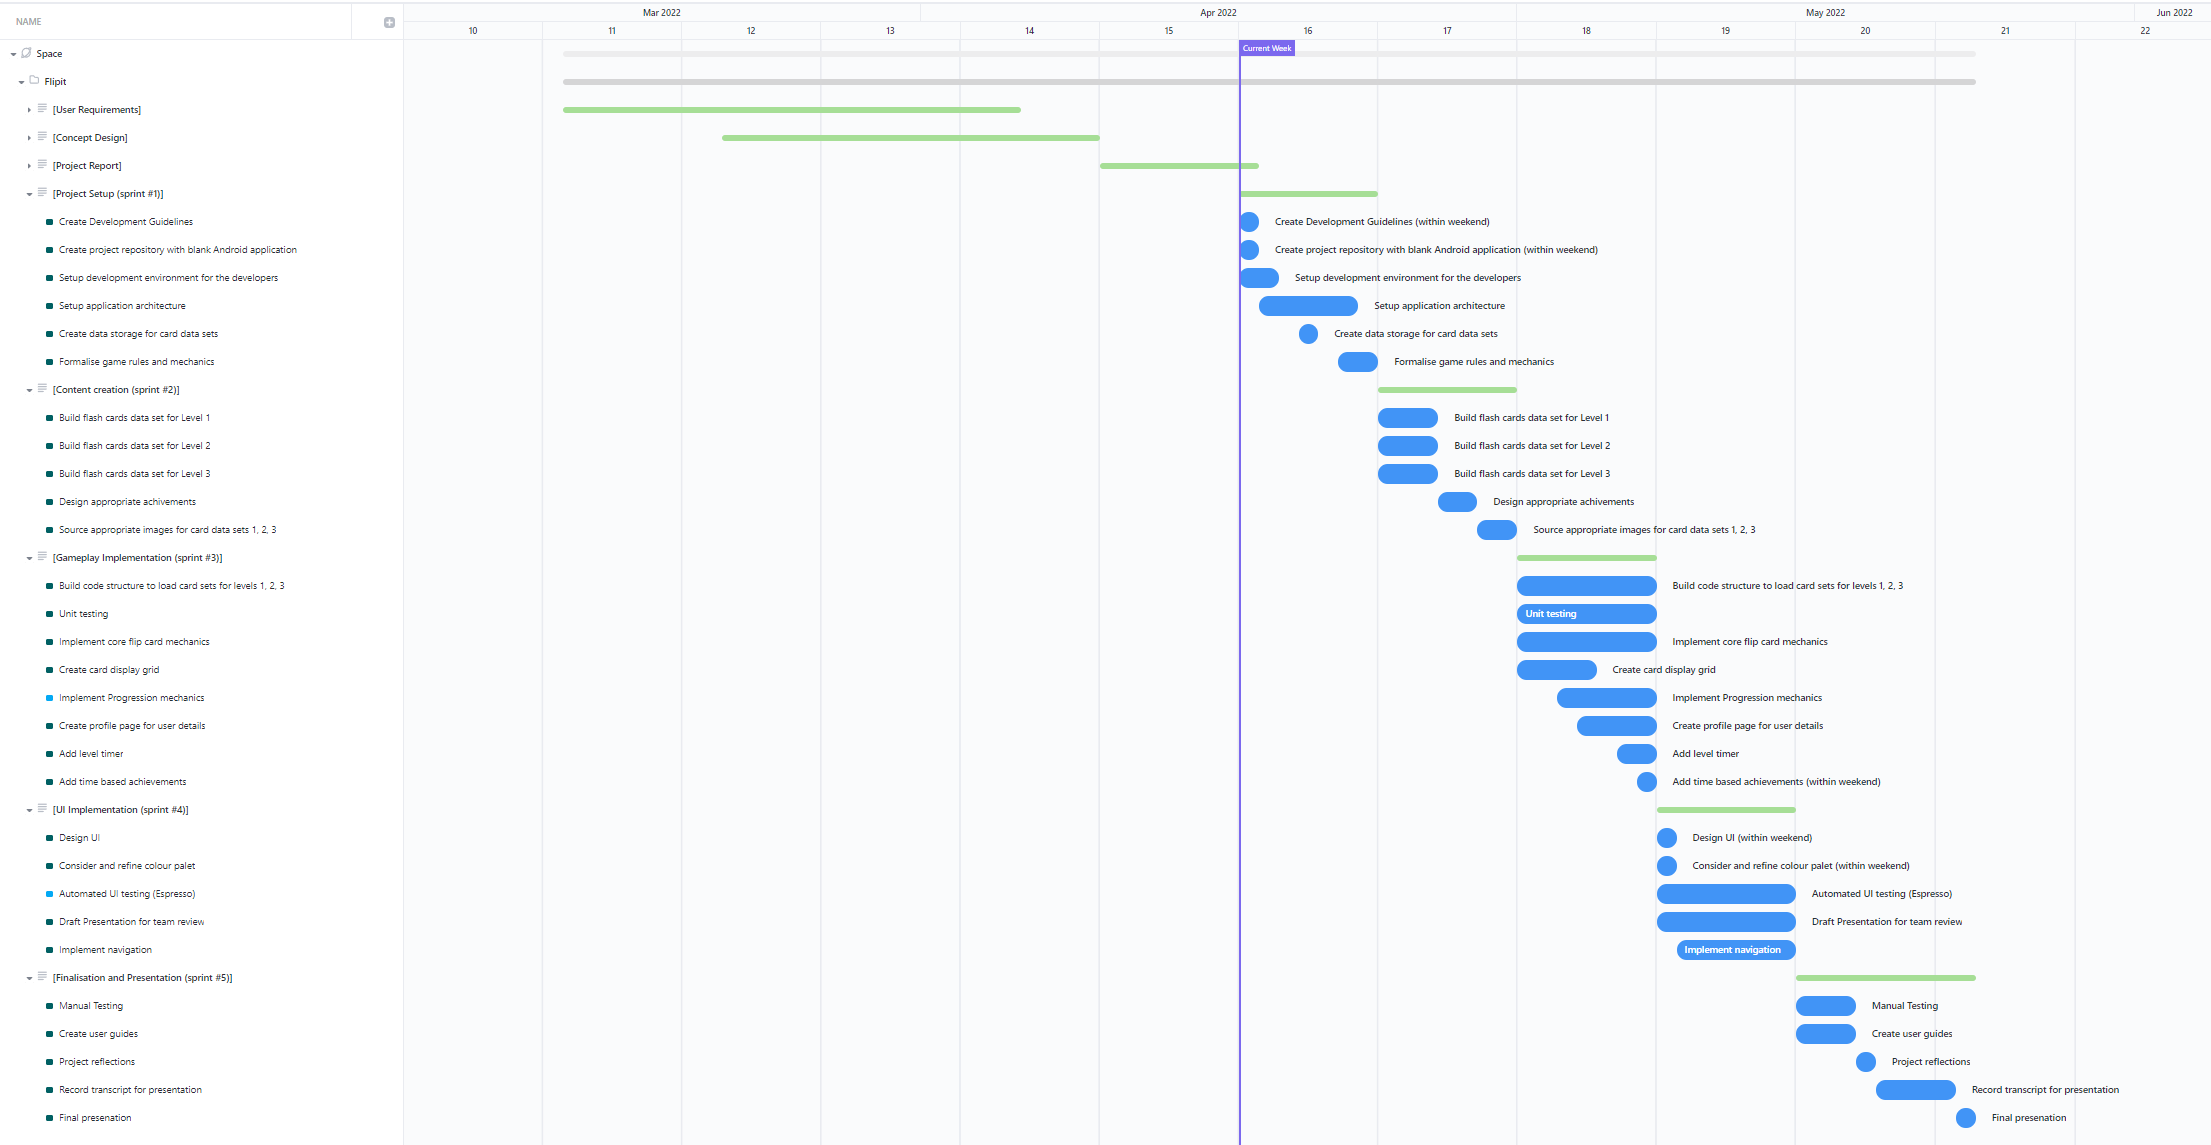 NAME
Mar 2022 Apr 2022 May 2022 Jun 2022
10 11 12 13 14 15 16 17 18 19 20 21 22
Current Week
Space
Flipit
[User Requirements]
[Concept Design]
[Project Report]
[Project Setup (sprint #1)]
Create Development Guidelines Create Development Guidelines (within weekend)
Create project repository with blank Android application Create project repository with blank Android application (within weekend)
Setup development environment for the developers Setup development environment for the developers
Setup application architecture Setup application architecture
Create data storage for card data sets Create data storage for card data sets
Formalise game rules and mechanics Formalise game rules and mechanics
[Content creation (sprint #2)]
Build flash cards data set for Level 1 Build flash cards data set for Level 1
Build flash cards data set for Level 2 Build flash cards data set for Level 2
Build flash cards data set for Level 3 Build flash cards data set for Level 3
Design appropriate achivements Design appropriate achivements
Source appropriate images for card data sets 1, 2, 3 Source appropriate images for card data sets 1, 2, 3
[Gameplay Implementation (sprint #3)]
Build code structure to load card sets for levels 1, 2, 3 Build code structure to load card sets for levels 1, 2, 3
Unit testing Unit testing
Implement core flip card mechanics Implement core flip card mechanics
Create card display grid Create card display grid
Implement Progression mechanics Implement Progression mechanics
Create profile page for user details Create profile page for user details
Add level timer Add level timer
Add time based achievements Add time based achievements (within weekend)
[UI Implementation (sprint #4)]
Design UI Design UI (within weekend)
Consider and refine colour palet Consider and refine colour palet (within weekend)
Automated UI testing (Espresso) Automated UI testing (Espresso)
Draft Presentation for team review Draft Presentation for team review
Implement navigation Implement navigation
[Finalisation and Presentation (sprint #5)]
Manual Testing Manual Testing
Create user guides Create user guides
Project reflections Project reflections
Record transcript for presentation Record transcript for presentation
Final presenation Final presenation